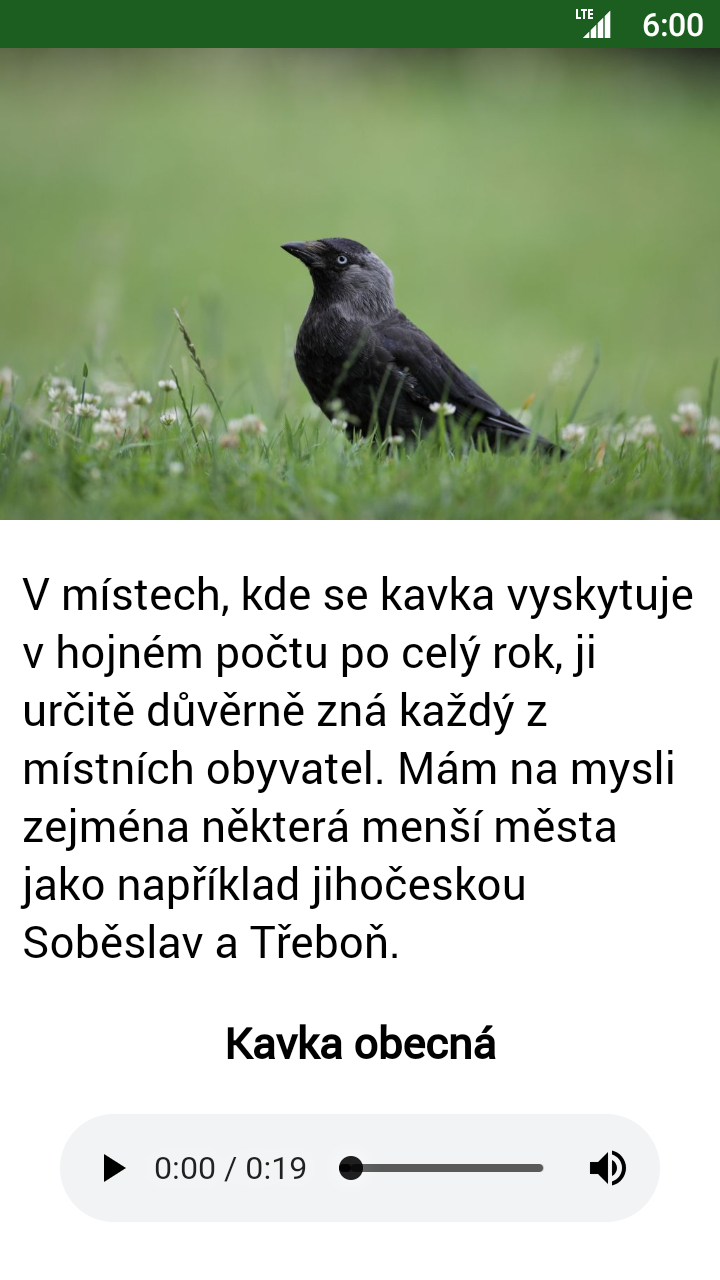 LTE 6:00
V místech, kde se kavka vyskytuje
v hojném počtu po celý rok, ji
určitě důvěrně zná každý z
místních obyvatel. Mám na mysli
zejména některá menší města
jako například jihočeskou
Soběslav a Třeboň.
Kavka obecná
0:00 / 0:19